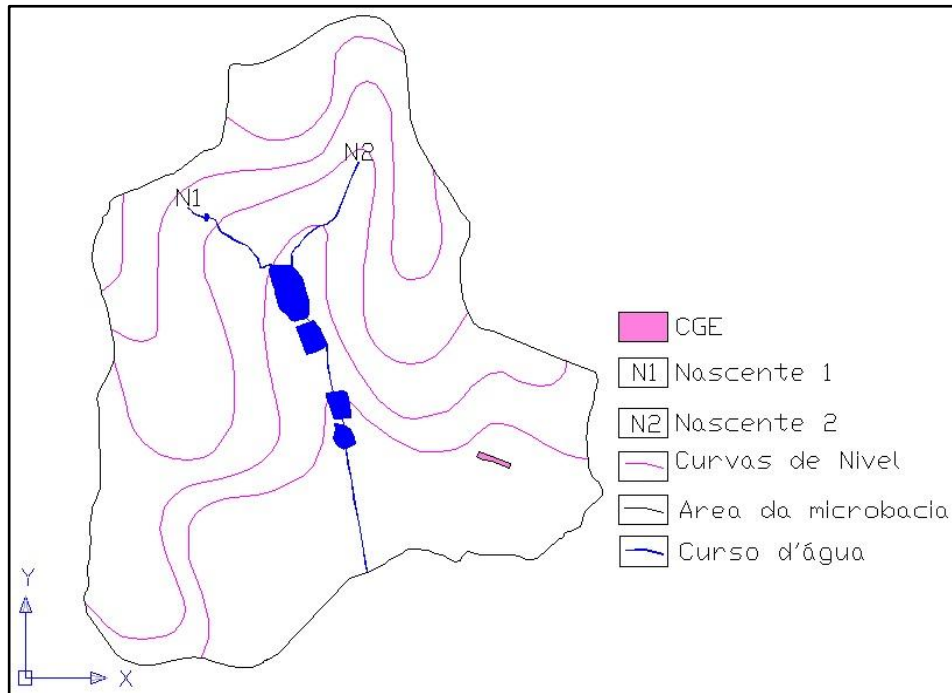 N2
N1
CGE
N1 Nascente 1
N2 Nascente 2
Curvas de Nivel
Area da microbacia
Curso d'água
Y
X